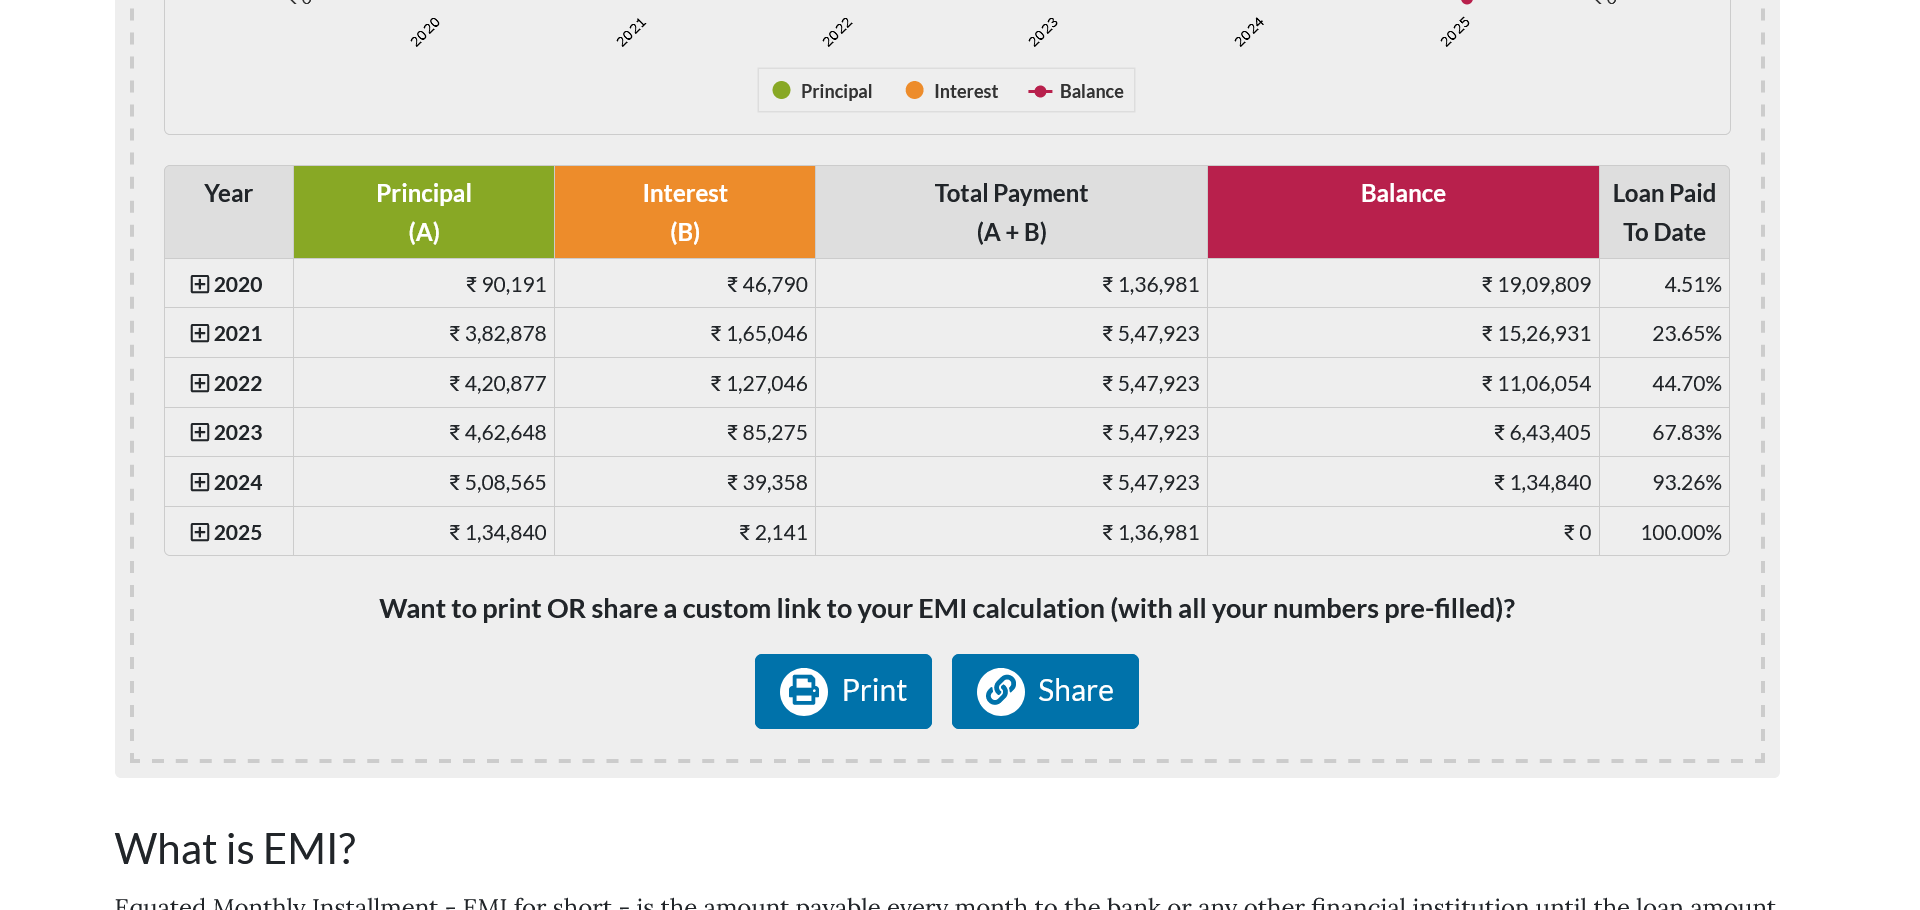 2020 2021 2022 2023 2024 2025
Principal Interest Balance
Year Principal Interest Total Payment Balance Loan Paid
(A) (B) (A + B) To Date
2020 ₹ 90,191 ₹ 46,790 ₹ 1,36,981 ₹ 19,09,809 4.51%
2021 ₹ 3,82,878 ₹ 1,65,046 ₹ 5,47,923 ₹ 15,26,931 23.65%
2022 ₹ 4,20,877 ₹ 1,27,046 ₹ 5,47,923 ₹ 11,06,054 44.70%
2023 ₹ 4,62,648 ₹ 85,275 ₹ 5,47,923 ₹ 6,43,405 67.83%
2024 ₹ 5,08,565 ₹ 39,358 ₹ 5,47,923 ₹ 1,34,840 93.26%
2025 ₹ 1,34,840 ₹ 2,141 ₹ 1,36,981 ₹ 0 100.00%
Want to print OR share a custom link to your EMI calculation (with all your numbers pre-filled)?
Print Share
What is EMI?
Equated Monthly Installment - EMI for short - is the amount payable every month to the bank or any other financial institution until the loan amount